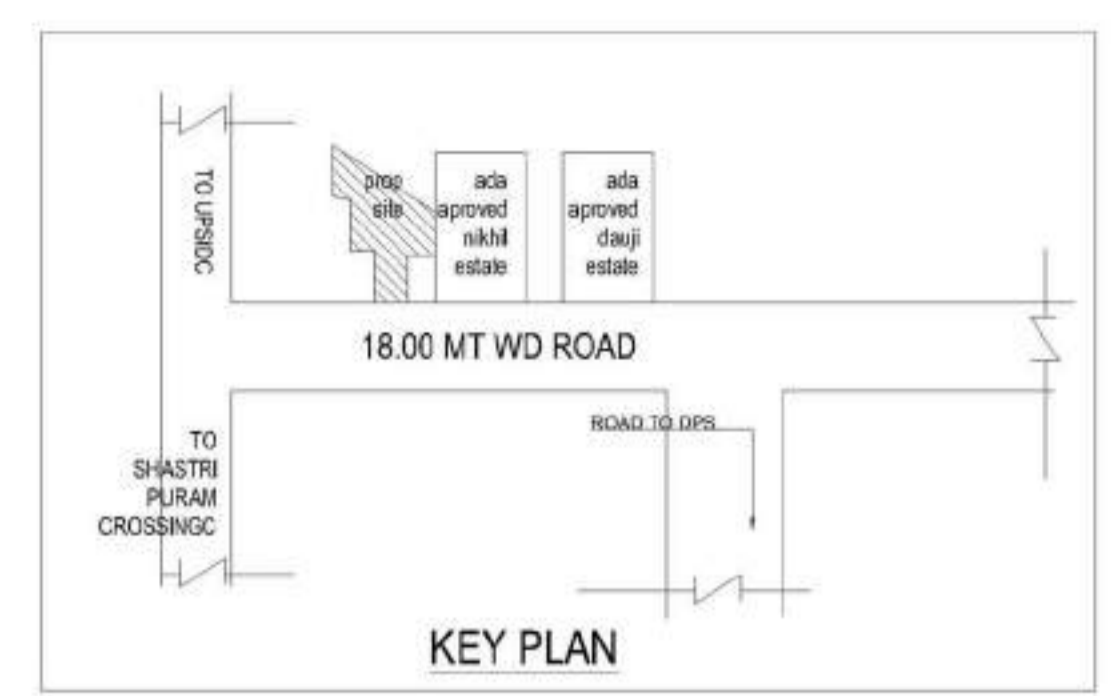 TO UPSIDC
prop
site
ada
aproved
nikhil
estate
ada
aproved
dauji
estate
18.00 MT WD ROAD
ROAD TO DPS
TO
SHASTRI
PURAM
CROSSINGC
KEY PLAN